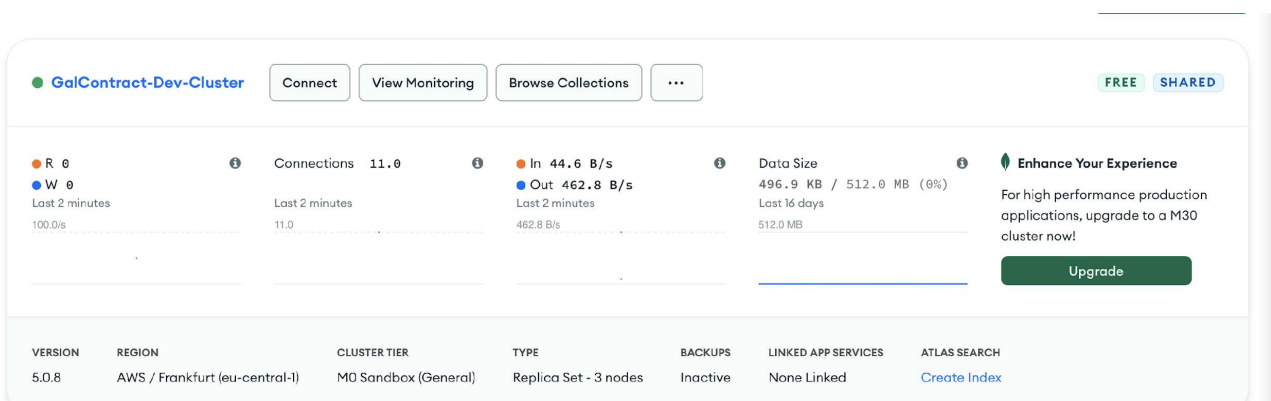 GalContract-Dev-Cluster Connect View Monitoring Browse Collections ... FREE SHARED
R 0
W 0
Last 2 minutes
100.0/s
Connections 11.0
Last 2 minutes
11.0
In 44.6 B/s
Out 462.8 B/s
Last 2 minutes
462.8 B/s
Data Size
496.9 KB / 512.0 MB (0%)
Last 16 days
512.0 MB
Enhance Your Experience
For high performance production
applications, upgrade to a M30
cluster now!
Upgrade
VERSION REGION CLUSTER TIER TYPE BACKUPS LINKED APP SERVICES ATLAS SEARCH
5.0.8 AWS / Frankfurt (eu-central-1) M0 Sandbox (General) Replica Set - 3 nodes Inactive None Linked Create Index